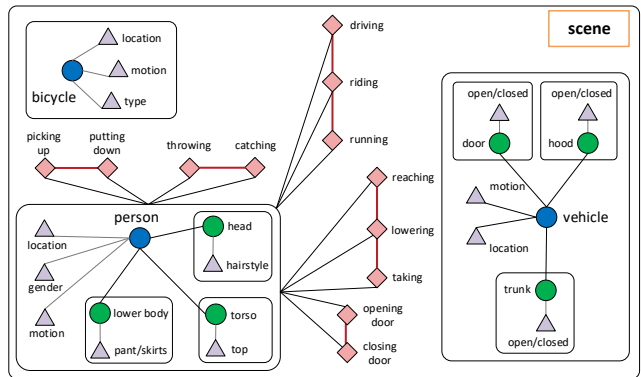 scene
location
motion
type
bicycle
driving
riding
running
picking
up
putting
down
throwing
catching
reaching
lowering
taking
opening
door
closing
door
person
location
gender
motion
head
hairstyle
lower body
pant/skirts
torso
top
open/closed
door
open/closed
hood
motion
location
vehicle
trunk
open/closed